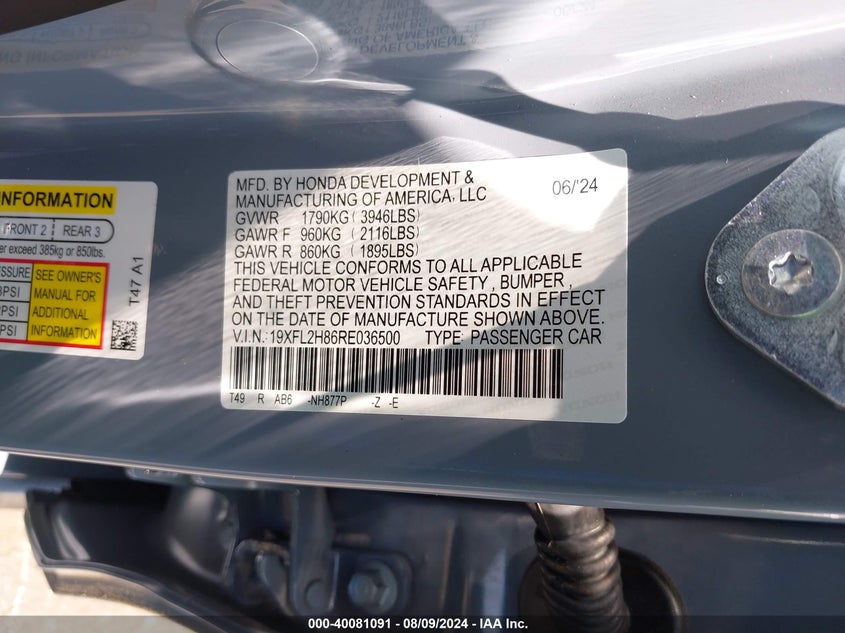 INFORMATION
FRONT 2 REAR 3
exceed 385kg or 850lbs.
SEE OWNER'S
PSI MANUAL FOR
PSI ADDITIONAL
PSI INFORMATION
T47 A1
MFD. BY HONDA DEVELOPMENT & 06/'24
MANUFACTURING OF AMERICA, LLC
GVWR 1790KG ( 3946LBS)
GAWR F 960KG ( 2116LBS)
GAWR R 860KG ( 1895LBS)
THIS VEHICLE CONFORMS TO ALL APPLICABLE
FEDERAL MOTOR VEHICLE SAFETY , BUMPER ,
AND THEFT PREVENTION STANDARDS IN EFFECT
ON THE DATE OF MANUFACTURE SHOWN ABOVE.
V.I.N.: 19XFL2H86RE036500 TYPE: PASSENGER CAR
T49 R AB6 -NH877P -Z -E
000-40081091 - 08/09/2024 - IAA Inc.